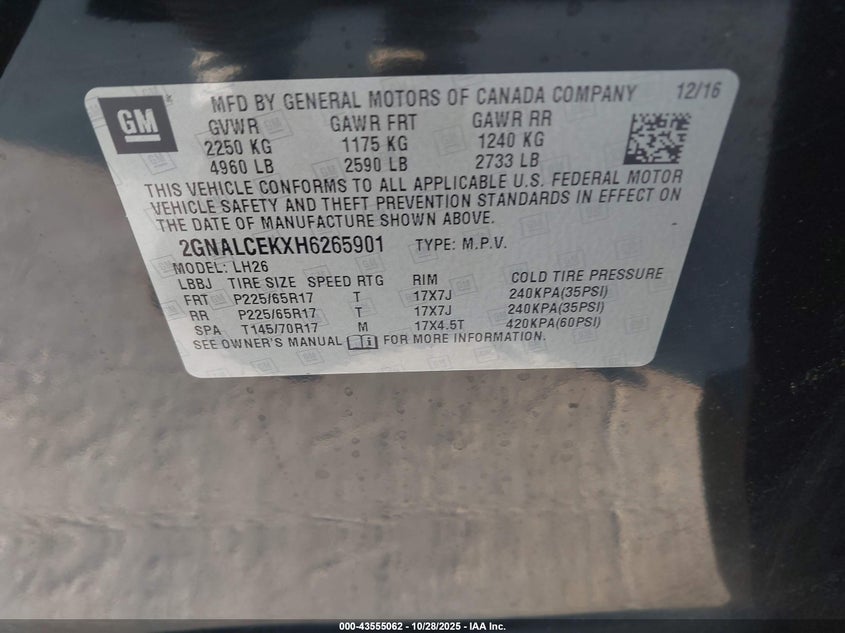 GM
MFD BY GENERAL MOTORS OF CANADA COMPANY 12/16
GVWR GAWR FRT GAWR RR
2250 KG 1175 KG 1240 KG
4960 LB 2590 LB 2733 LB
THIS VEHICLE CONFORMS TO ALL APPLICABLE U.S. FEDERAL MOTOR
VEHICLE SAFETY AND THEFT PREVENTION STANDARDS IN EFFECT ON
THE DATE OF MANUFACTURE SHOWN ABOVE.
2GNALCEKXH6265901 TYPE: M.P.V.
MODEL: LH26
LBBJ TIRE SIZE SPEED RTG RIM COLD TIRE PRESSURE
FRT P225/65R17 T 17X7J 240KPA(35PSI)
RR P225/65R17 T 17X7J 240KPA(35PSI)
SPA T145/70R17 M 17X4.5T 420KPA(60PSI)
SEE OWNER'S MANUAL FOR MORE INFORMATION.
000-43555062 - 10/28/2025 - IAA Inc.